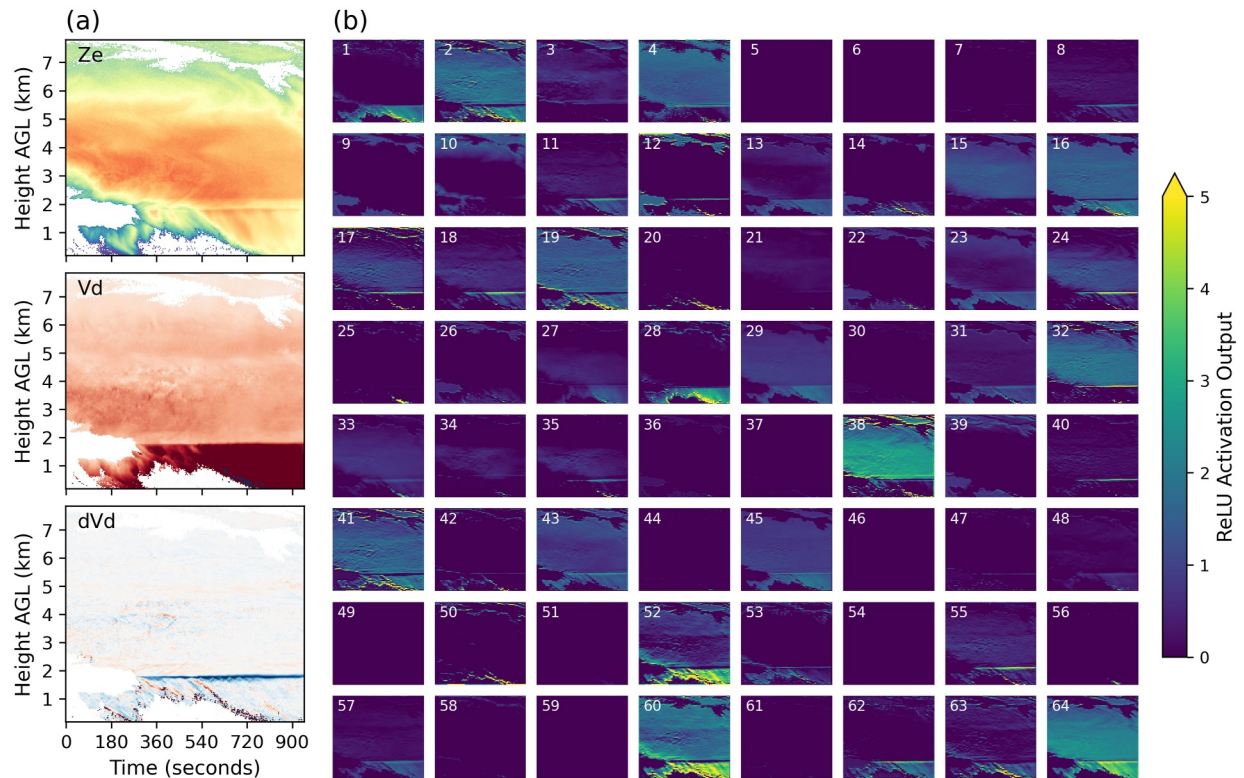 (a)
(b)
Ze
Height AGL (km)
7
6
5
4
3
2
1
Vd
Height AGL (km)
7
6
5
4
3
2
1
dVd
Height AGL (km)
7
6
5
4
3
2
1
0 180 360 540 720 900
Time (seconds)
1 2 3 4 5 6 7 8
9 10 11 12 13 14 15 16
17 18 19 20 21 22 23 24
25 26 27 28 29 30 31 32
33 34 35 36 37 38 39 40
41 42 43 44 45 46 47 48
49 50 51 52 53 54 55 56
57 58 59 60 61 62 63 64
5
4
3
2
1
0
ReLU Activation Output